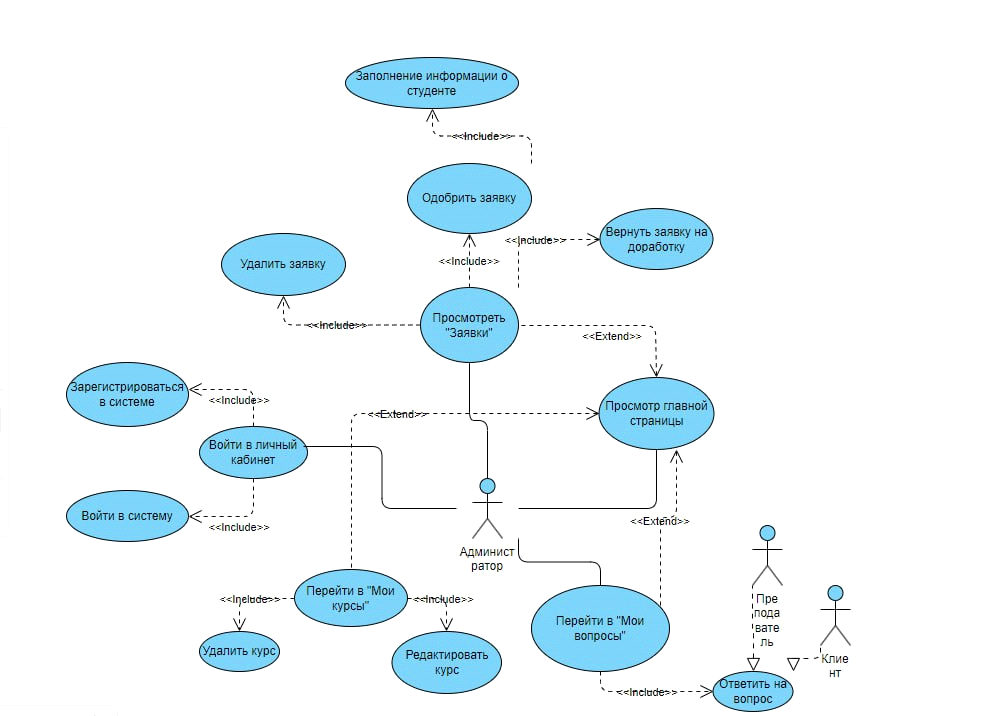 Заполнение информации о
студенте
<<Include>>
Одобрить заявку
<<Include>>
Вернуть заявку на
доработку
<<Include>>
Удалить заявку
<<Include>>
Просмотреть
"Заявки"
<<Extend>>
Зарегистрироваться
в системе
<<Include>>
<<Extend>>
Просмотр главной
страницы
Войти в личный
кабинет
Войти в систему
<<Include>>
<<Extend>>
Админист
ратор
Перейти в "Мои
курсы"
<<Include>>
<<Include>>
Удалить курс
Редактировать
курс
Перейти в "Мои
вопросы"
Пре
пода
вате
ль
Клие
нт
<<Include>>
Ответить на
вопрос